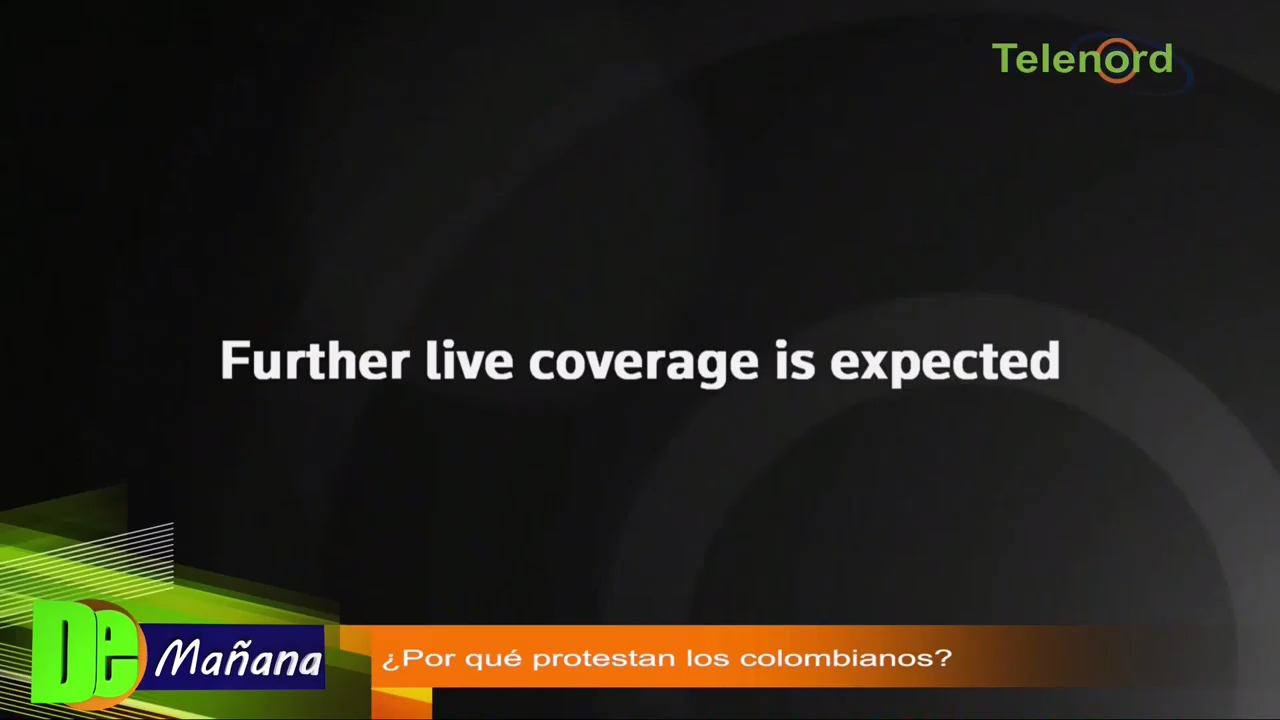 Telenord
Further live coverage is expected
De
Mañana
¿Por qué protestan los colombianos?